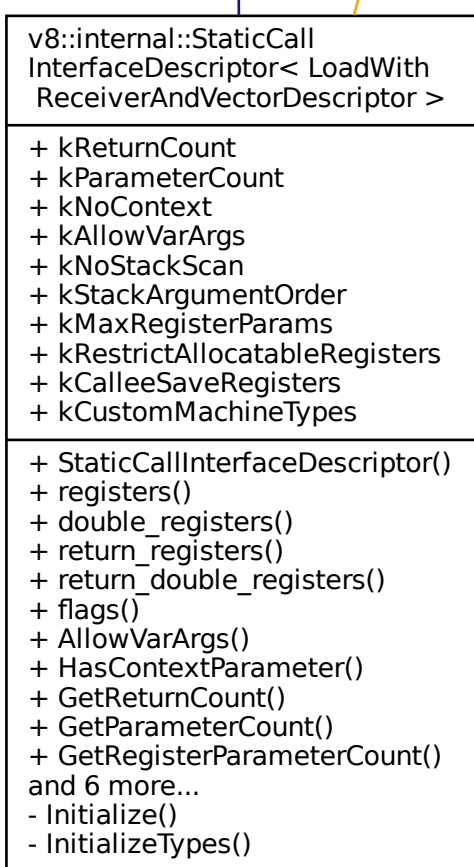 v8::internal::StaticCall
InterfaceDescriptor< LoadWith
ReceiverAndVectorDescriptor >
+ kReturnCount
+ kParameterCount
+ kNoContext
+ kAllowVarArgs
+ kNoStackScan
+ kStackArgumentOrder
+ kMaxRegisterParams
+ kRestrictAllocatableRegisters
+ kCalleeSaveRegisters
+ kCustomMachineTypes
+ StaticCallInterfaceDescriptor()
+ registers()
+ double_registers()
+ return_registers()
+ return_double_registers()
+ flags()
+ AllowVarArgs()
+ HasContextParameter()
+ GetReturnCount()
+ GetParameterCount()
+ GetRegisterParameterCount()
and 6 more...
- Initialize()
- InitializeTypes()